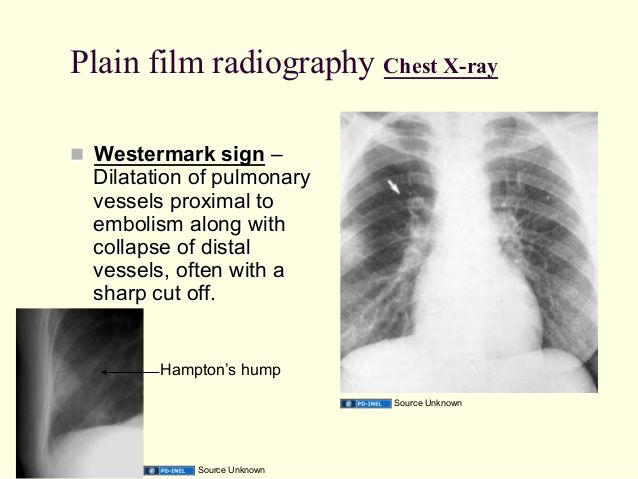 Plain film radiography Chest X-ray
Westermark sign –
Dilatation of pulmonary
vessels proximal to
embolism along with
collapse of distal
vessels, often with a
sharp cut off.
Hampton’s hump
PD-INEL Source Unknown
PD-INEL Source Unknown